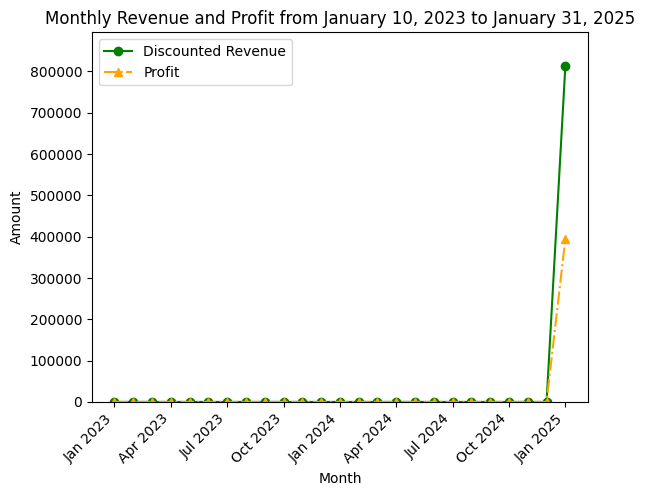 Monthly Revenue and Profit from January 10, 2023 to January 31, 2025
Discounted Revenue
Profit
800000
700000
600000
500000
400000
300000
200000
100000
0
Amount
Jan 2023
Apr 2023
Jul 2023
Oct 2023
Jan 2024
Apr 2024
Jul 2024
Oct 2024
Jan 2025
Month